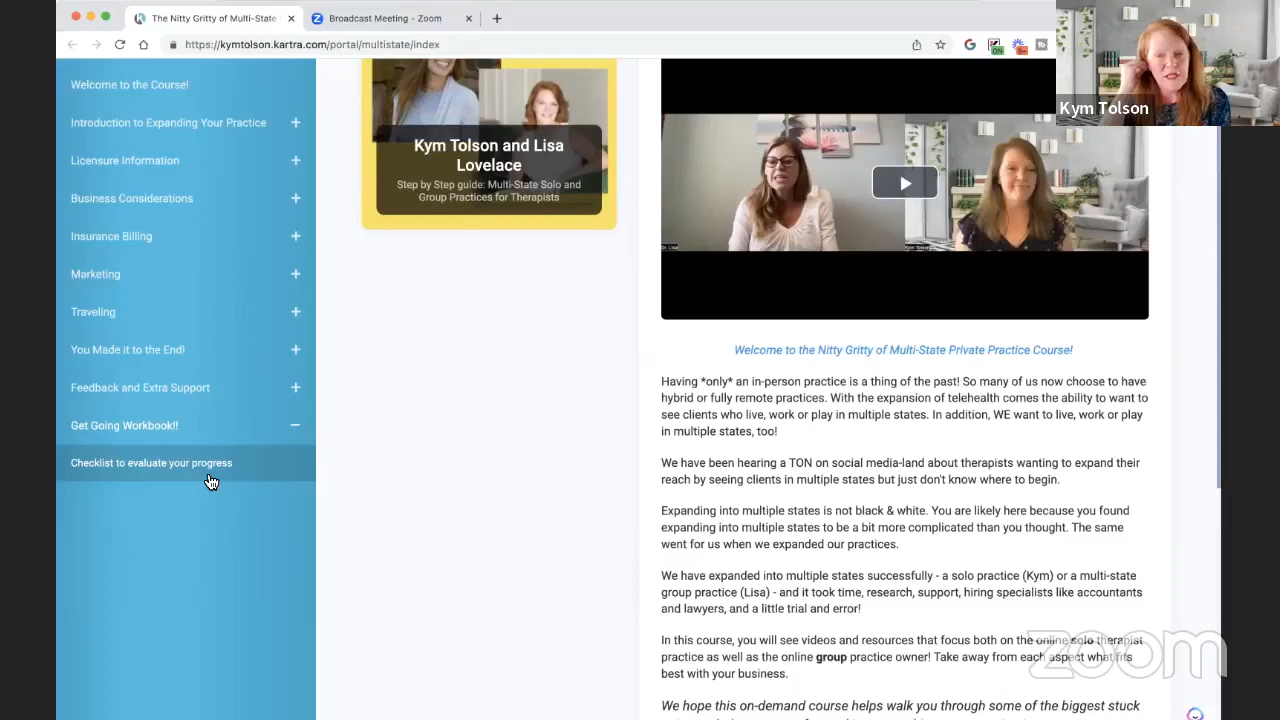 The Nitty Gritty of Multi-State
Broadcast Meeting - Zoom
https://kymtolson.kartra.com/portal/multistate/index
ON
9+
Kym Tolson
Welcome to the Course!
Introduction to Expanding Your Practice
Licensure Information
Business Considerations
Insurance Billing
Marketing
Traveling
You Made it to the End!
Feedback and Extra Support
Get Going Workbook!!
Checklist to evaluate your progress
Kym Tolson and Lisa
Lovelace
Step by Step guide: Multi-State Solo and
Group Practices for Therapists
Dr. Lisa
Kym Tolson
Welcome to the Nitty Gritty of Multi-State Private Practice Course!
Having *only* an in-person practice is a thing of the past! So many of us now choose to have
hybrid or fully remote practices. With the expansion of telehealth comes the ability to want to
see clients who live, work or play in multiple states. In addition, WE want to live, work or play
in multiple states, too!
We have been hearing a TON on social media-land about therapists wanting to expand their
reach by seeing clients in multiple states but just don't know where to begin.
Expanding into multiple states is not black & white. You are likely here because you found
expanding into multiple states to be a bit more complicated than you thought. The same
went for us when we expanded our practices.
We have expanded into multiple states successfully - a solo practice (Kym) or a multi-state
group practice (Lisa) - and it took time, research, support, hiring specialists like accountants
and lawyers, and a little trial and error!
In this course, you will see videos and resources that focus both on the online solo therapist
practice as well as the online group practice owner! Take away from each aspect what fits
best with your business.
zoom
We hope this on-demand course helps walk you through some of the biggest stuck